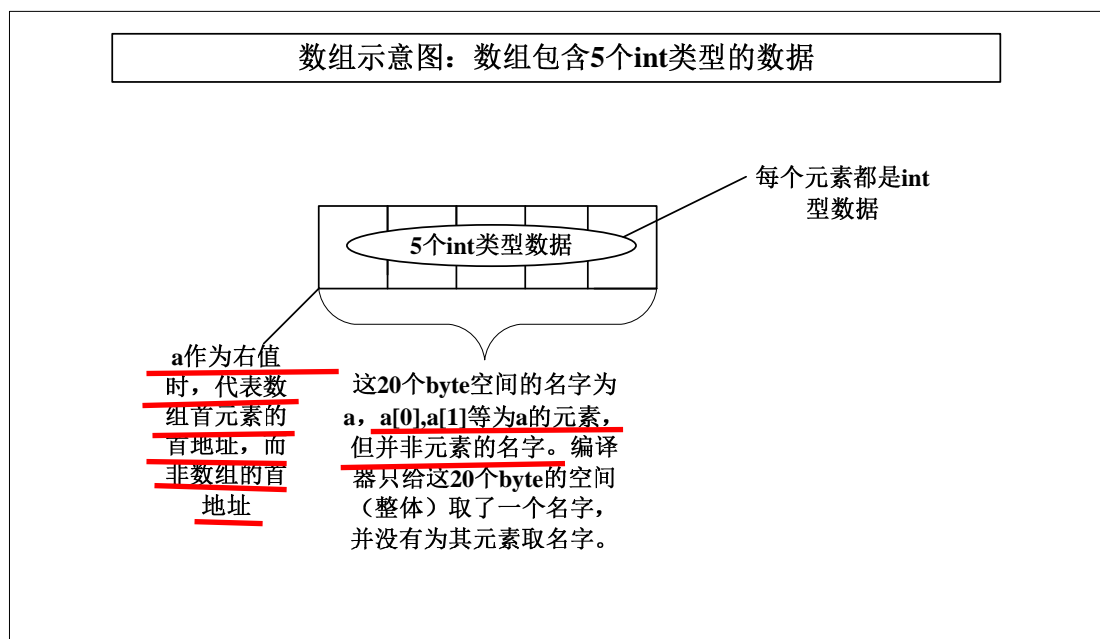 数组示意图：数组包含5个int类型的数据
每个元素都是int
型数据
5个int类型数据
a作为右值
时，代表数
组首元素的
首地址，而
非数组的首
地址
这20个byte空间的名字为
a，a[0],a[1]等为a的元素，
但并非元素的名字。编译
器只给这20个byte的空间
（整体）取了一个名字，
并没有为其元素取名字。